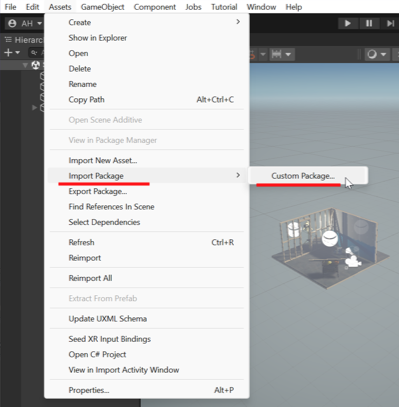 File Edit Assets GameObject Component Jobs Tutorial Window Help
AH
Hierarc
Create
Show in Explorer
Open
Delete
Rename
Copy Path Alt+Ctrl+C
Open Scene Additive
View in Package Manager
Import New Asset...
Import Package Custom Package...
Export Package...
Find References In Scene
Select Dependencies
Refresh Ctrl+R
Reimport
Reimport All
Extract From Prefab
Update UXML Schema
Seed XR Input Bindings
Open C# Project
View in Import Activity Window
Properties... Alt+P